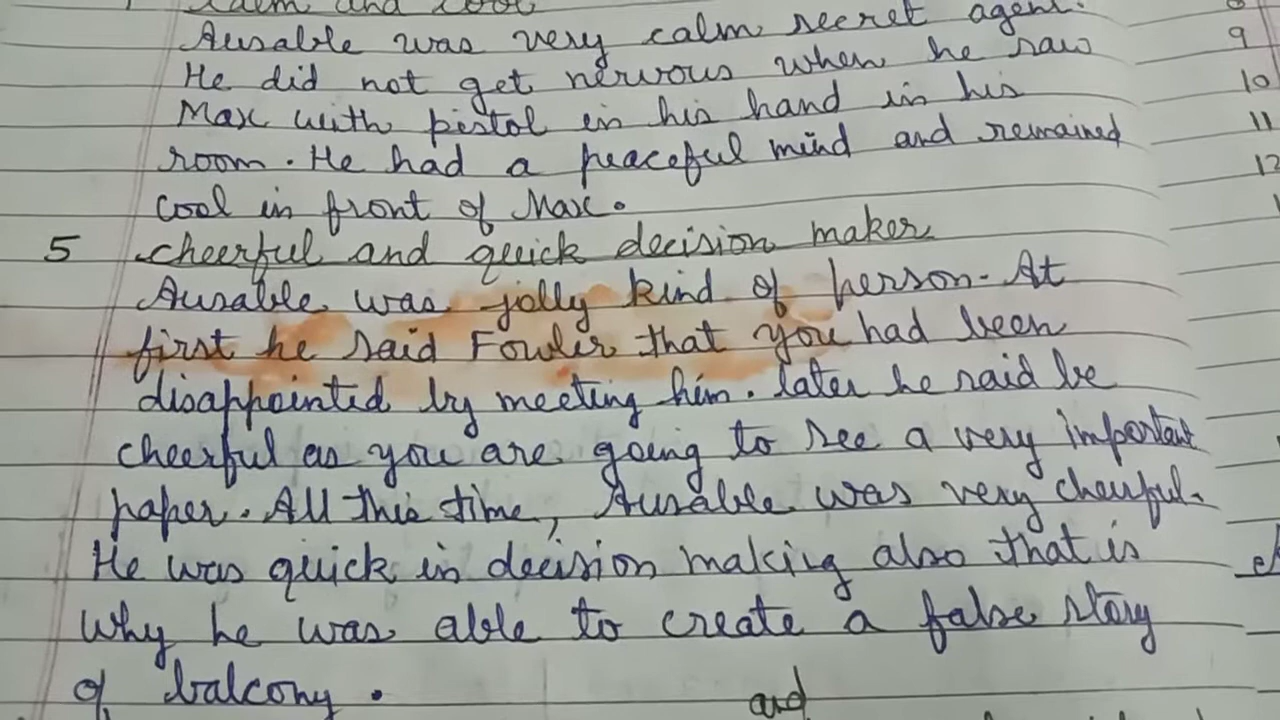 Calm and cool
Ausable was very calm secret agent.
He did not get nervous when he saw
Max with pistol in his hand in his
room. He had a peaceful mind and remained
cool in front of Max.
5 cheerful and quick decision maker
Ausable was jolly kind of person. At
first he said Fowler that you had been
disappointed by meeting him. later he said be
cheerful as you are going to see a very important
paper. All this time, Ausable was very cheerful.
He was quick in decision making also that is
why he was able to create a false story
of balcony.
and
9
10
11
12